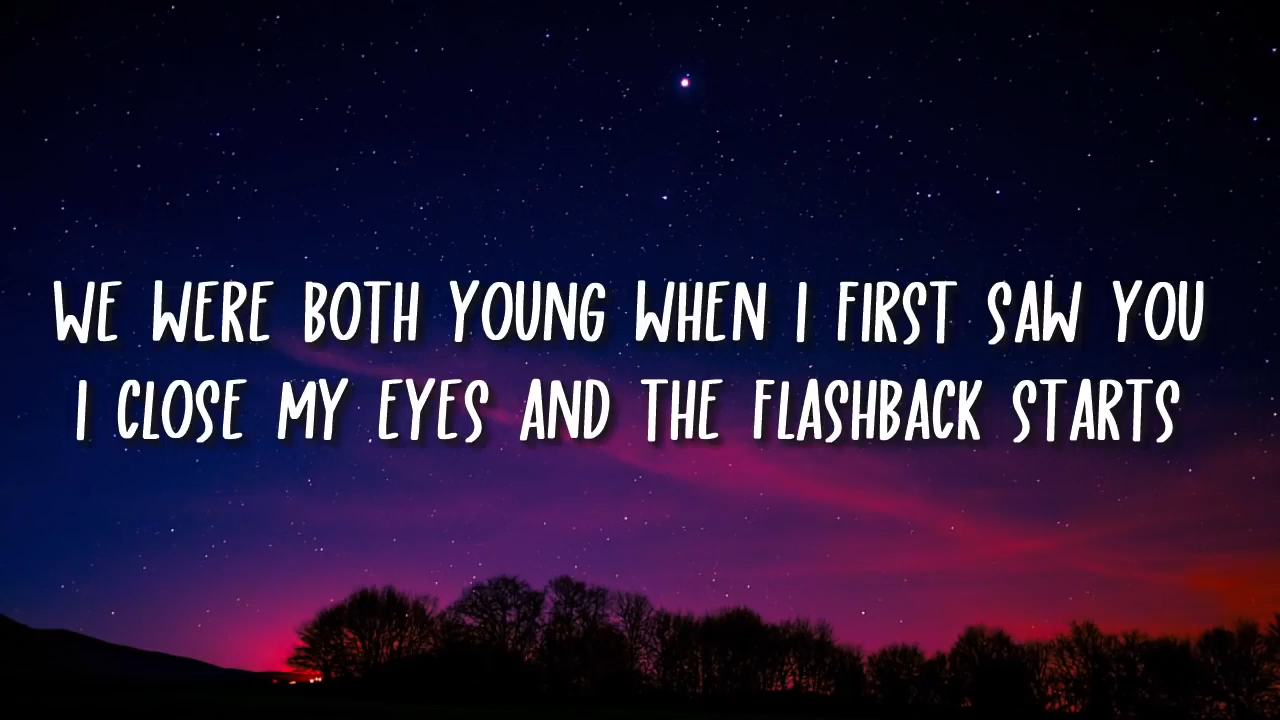 WE WERE BOTH YOUNG WHEN I FIRST SAW YOU
I CLOSE MY EYES AND THE FLASHBACK STARTS